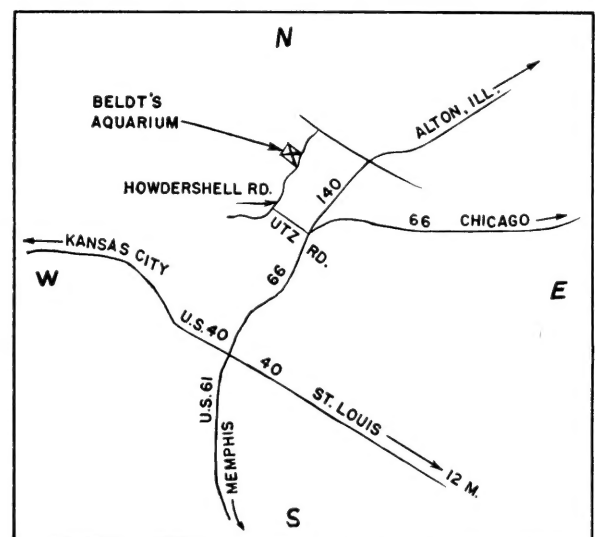 N
BELDT'S
AQUARIUM
ALTON, ILL.
HOWDERSHELL RD.
140
UTZ RD.
66 CHICAGO
KANSAS CITY
W
66
E
U.S.40
40
ST. LOUIS
12 M.
U.S.61
MEMPHIS
S